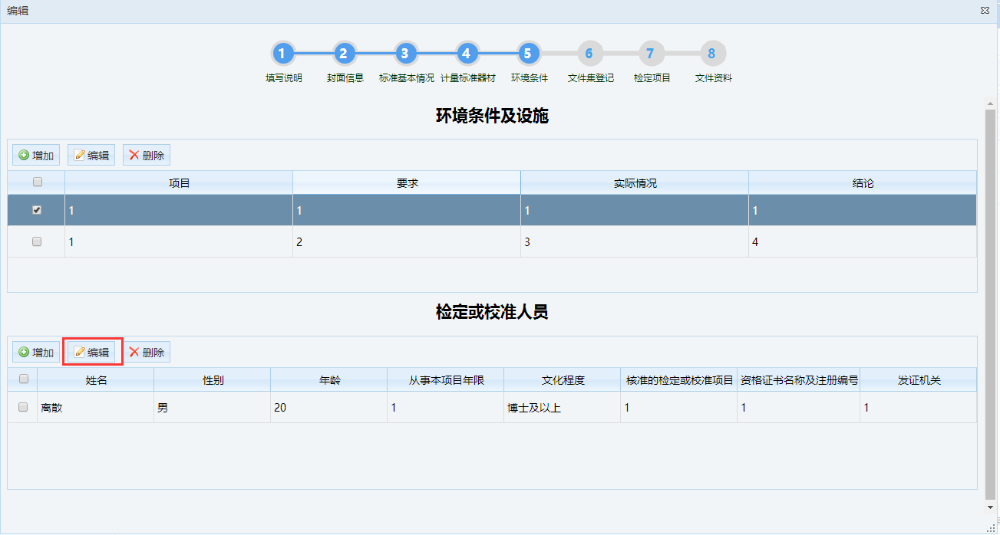 编辑
1 2 3 4 5 6 7 8
填写说明 封面信息 标准基本情况 计量标准器材 环境条件 文件集登记 检定项目 文件资料
环境条件及设施
增加 编辑 删除
项目 要求 实际情况 结论
1 1 1 1
1 2 3 4
检定或校准人员
增加 编辑 删除
姓名 性别 年龄 从事本项目年限 文化程度 核准的检定或校准项目 资格证书名称及注册编号 发证机关
离散 男 20 1 博士及以上 1 1 1